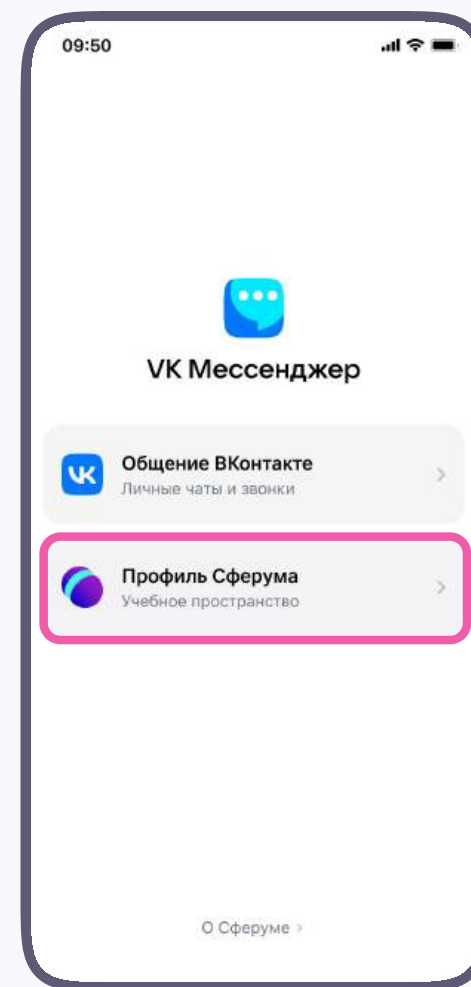 09:50
VK Мессенджер
Общение ВКонтакте
Личные чаты и звонки
Профиль Сферума
Учебное пространство
О Сферуме